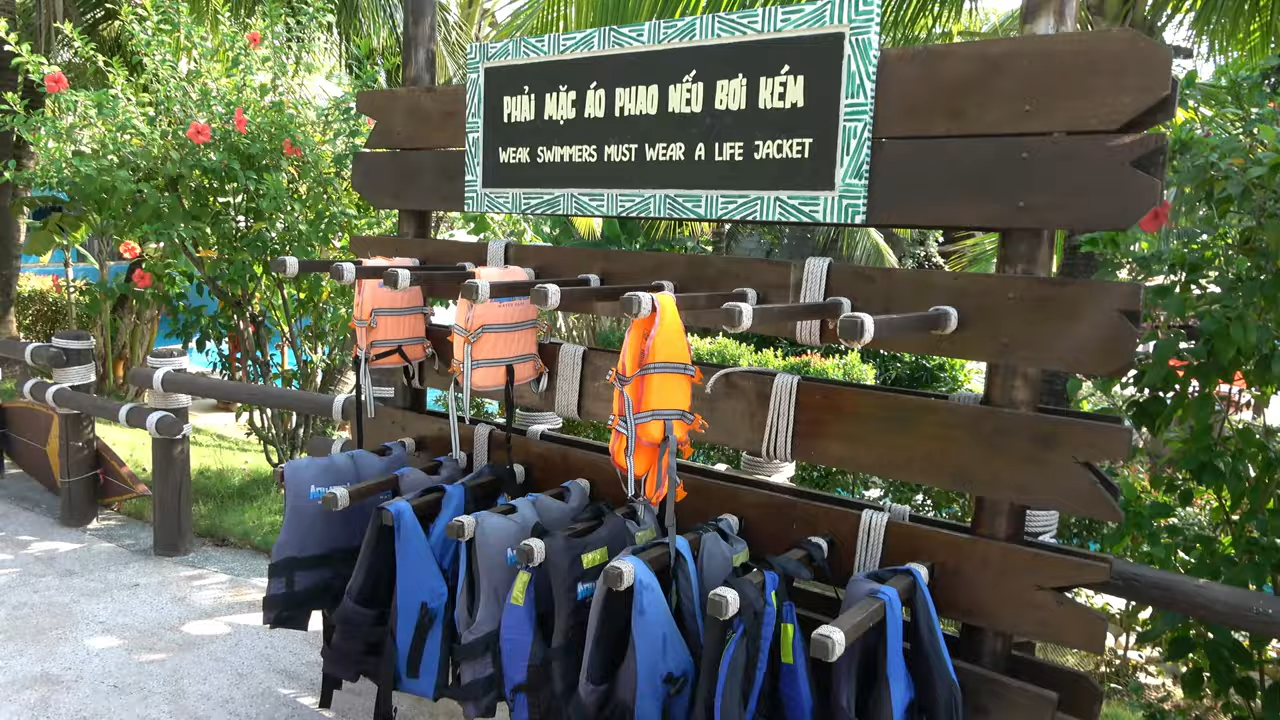 PHẢI MẶC ÁO PHAO NẾU BƠI KÉM
WEAK SWIMMERS MUST WEAR A LIFE JACKET